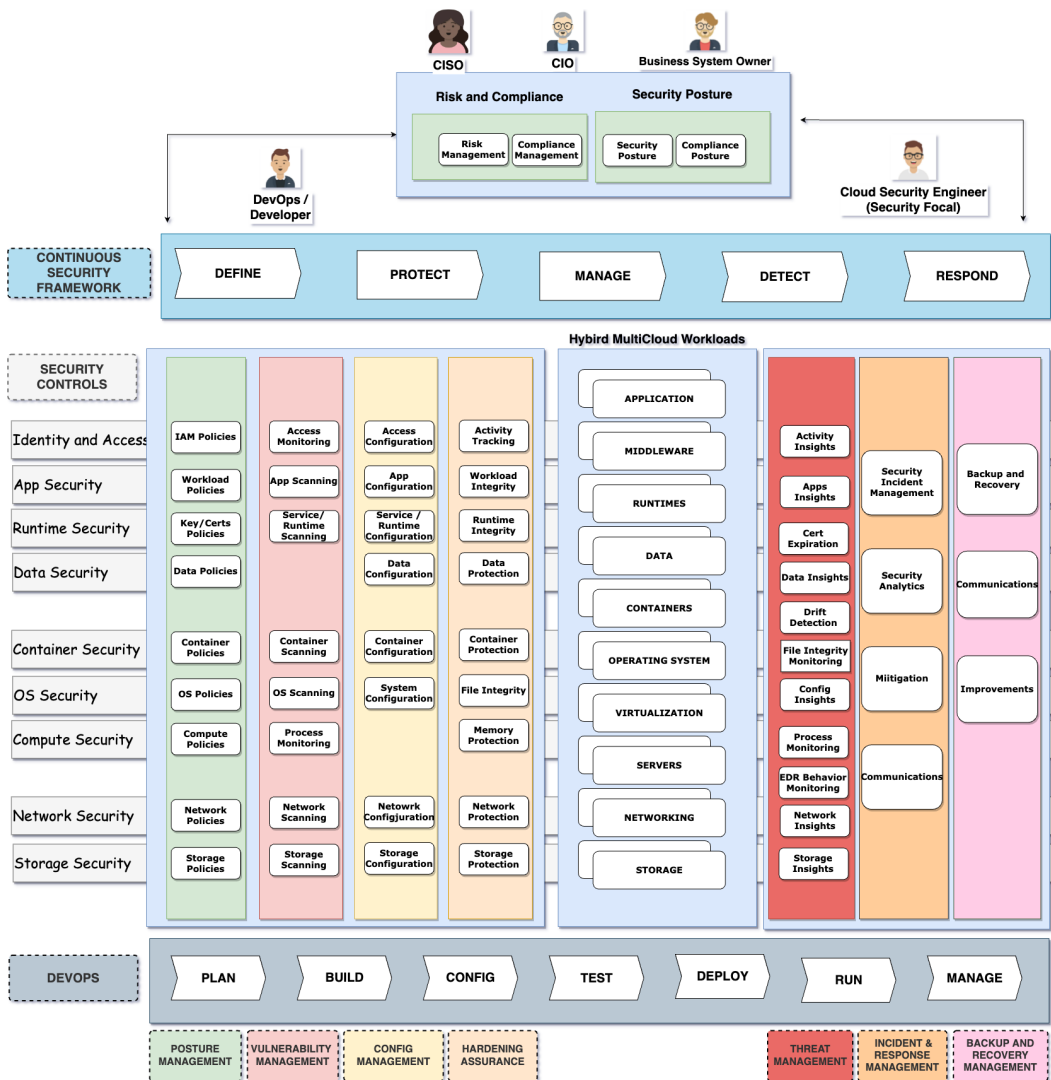 CISO
CIO
Business System Owner
Risk and Compliance
Security Posture
Risk
Management
Compliance
Management
Security
Posture
Compliance
Posture
DevOps /
Developer
Cloud Security Engineer
(Security Focal)
CONTINUOUS
SECURITY
FRAMEWORK
DEFINE
PROTECT
MANAGE
DETECT
RESPOND
Hybird MultiCloud Workloads
SECURITY
CONTROLS
Identity and Access
App Security
Runtime Security
Data Security
Container Security
OS Security
Compute Security
Network Security
Storage Security
IAM Policies
Workload
Policies
Key/Certs
Policies
Data Policies
Container
Policies
OS Policies
Compute
Policies
Network
Policies
Storage
Policies
Access
Monitoring
App Scanning
Service/
Runtime
Scanning
Container
Scanning
OS Scanning
Process
Monitoring
Network
Scanning
Storage
Scanning
Access
Configuration
App
Configuration
Service /
Runtime
Configuration
Data
Configuration
Container
Configuration
System
Configuration
Netowrk
Configjuration
Storage
Configuration
Activity
Tracking
Workload
Integrity
Runtime
Integrity
Data
Protection
Container
Protection
File Integrity
Memory
Protection
Network
Protection
Storage
Protection
APPLICATION
MIDDLEWARE
RUNTIMES
DATA
CONTAINERS
OPERATING SYSTEM
VIRTUALIZATION
SERVERS
NETWORKING
STORAGE
Activity
Insights
Apps
Insights
Cert
Expiration
Data Insights
Drift
Detection
File Integrity
Monitoring
Config
Insights
Process
Monitoring
EDR Behavior
Monitoring
Network
Insights
Storage
Insights
Security
Incident
Management
Security
Analytics
Miitigation
Communications
Backup and
Recovery
Communications
Improvements
DEVOPS
PLAN
BUILD
CONFIG
TEST
DEPLOY
RUN
MANAGE
POSTURE
MANAGEMENT
VULNERABILITY
MANAGEMENT
CONFIG
MANAGEMENT
HARDENING
ASSURANCE
THREAT
MANAGEMENT
INCIDENT &
RESPONSE
MANAGEMENT
BACKUP AND
RECOVERY
MANAGEMENT